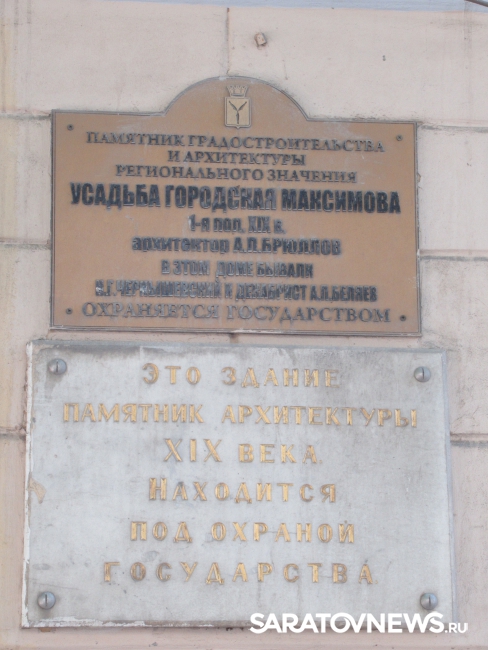 ПАМЯТНИК ГРАДОСТРОИТЕЛЬСТВА
И АРХИТЕКТУРЫ
РЕГИОНАЛЬНОГО ЗНАЧЕНИЯ
УСАДЬБА ГОРОДСКАЯ МАКСИМОВА
1-я пол. XIX в.
архитектор А.П.БРЮЛЛОВ
В ЭТОМ ДОМЕ БЫВАЛИ
Н.Г. ЧЕРНЫШЕВСКИЙ И ДЕКАБРИСТ А.П.БЕЛЯЕВ
ОХРАНЯЕТСЯ ГОСУДАРСТВОМ
ЭТО ЗДАНИЕ
ПАМЯТНИК АРХИТЕКТУРЫ
XIX ВЕКА
НАХОДИТСЯ
ПОД ОХРАНОЙ
ГОСУДАРСТВА
SARATOVNEWS.RU